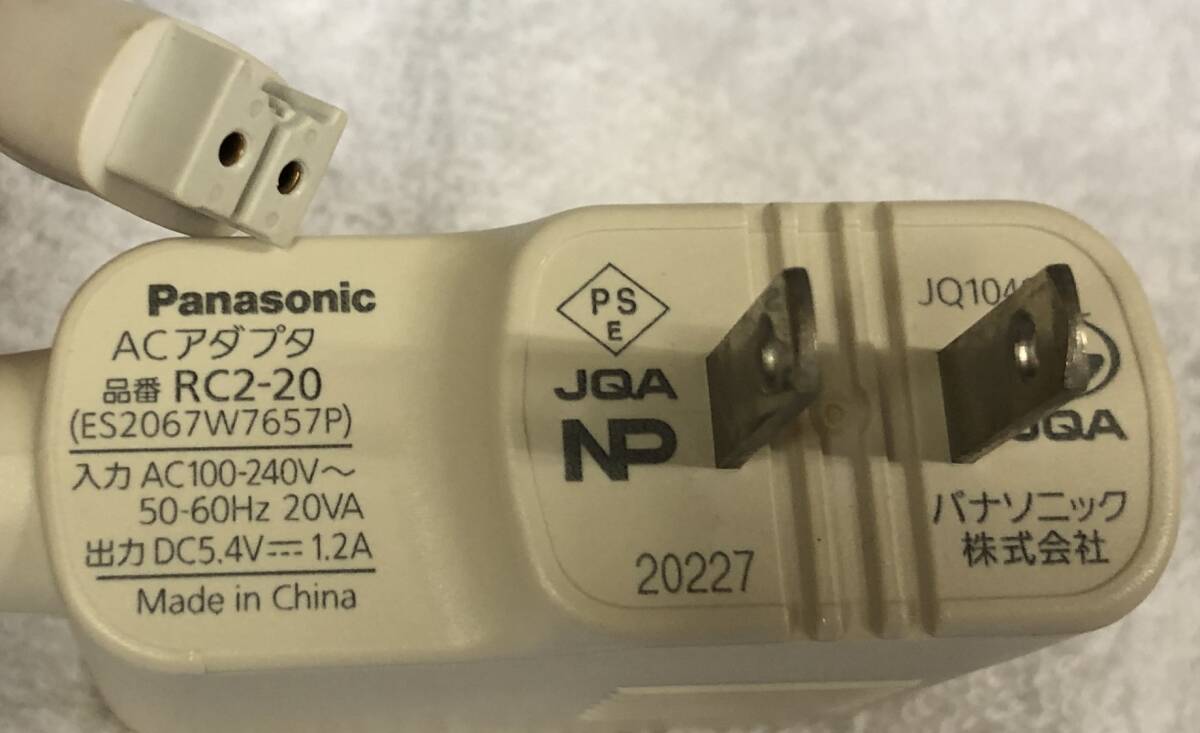 Panasonic
ACアダプタ
品番 RC2-20
(ES2067W7657P)
入力 AC100-240V～
50-60Hz 20VA
出力 DC5.4V⎓1.2A
Made in China
PS
E
JQA
NP
20227
JQA
パナソニック
株式会社